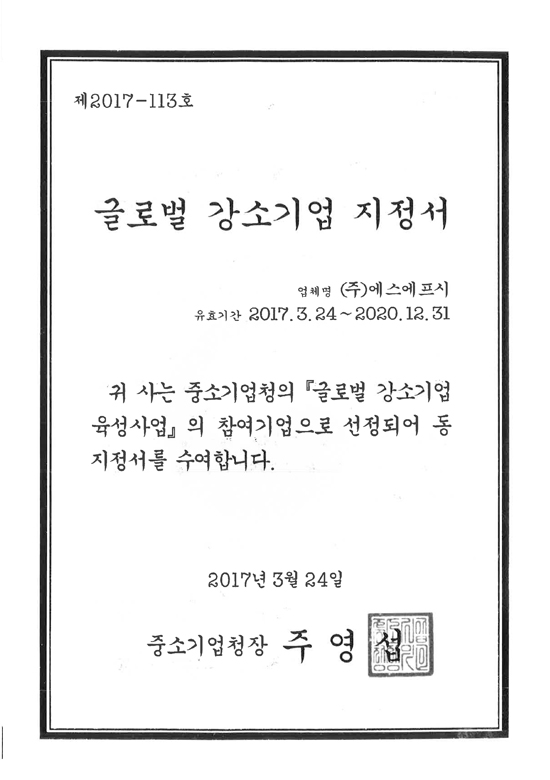 제2017-113호
글로벌 강소기업 지정서
업체명 (주)에스에프시
유효기간 2017.3.24~2020.12.31
귀 사는 중소기업청의 『글로벌 강소기업
육성사업』의 참여기업으로 선정되어 동
지정서를 수여합니다.
2017년 3월 24일
중소기업청장 주 영 섭